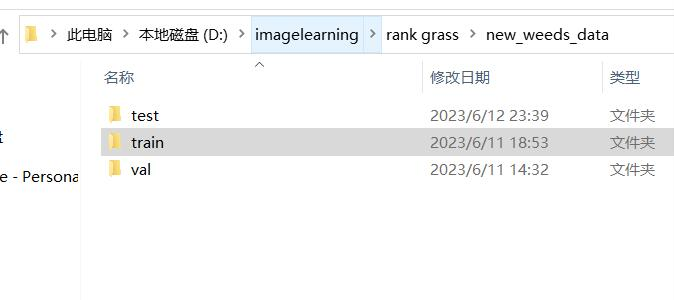 此电脑 > 本地磁盘 (D:) > imagelearning > rank grass > new_weeds_data
名称 修改日期 类型
test 2023/6/12 23:39 文件夹
train 2023/6/11 18:53 文件夹
e - Persona
val 2023/6/11 14:32 文件夹